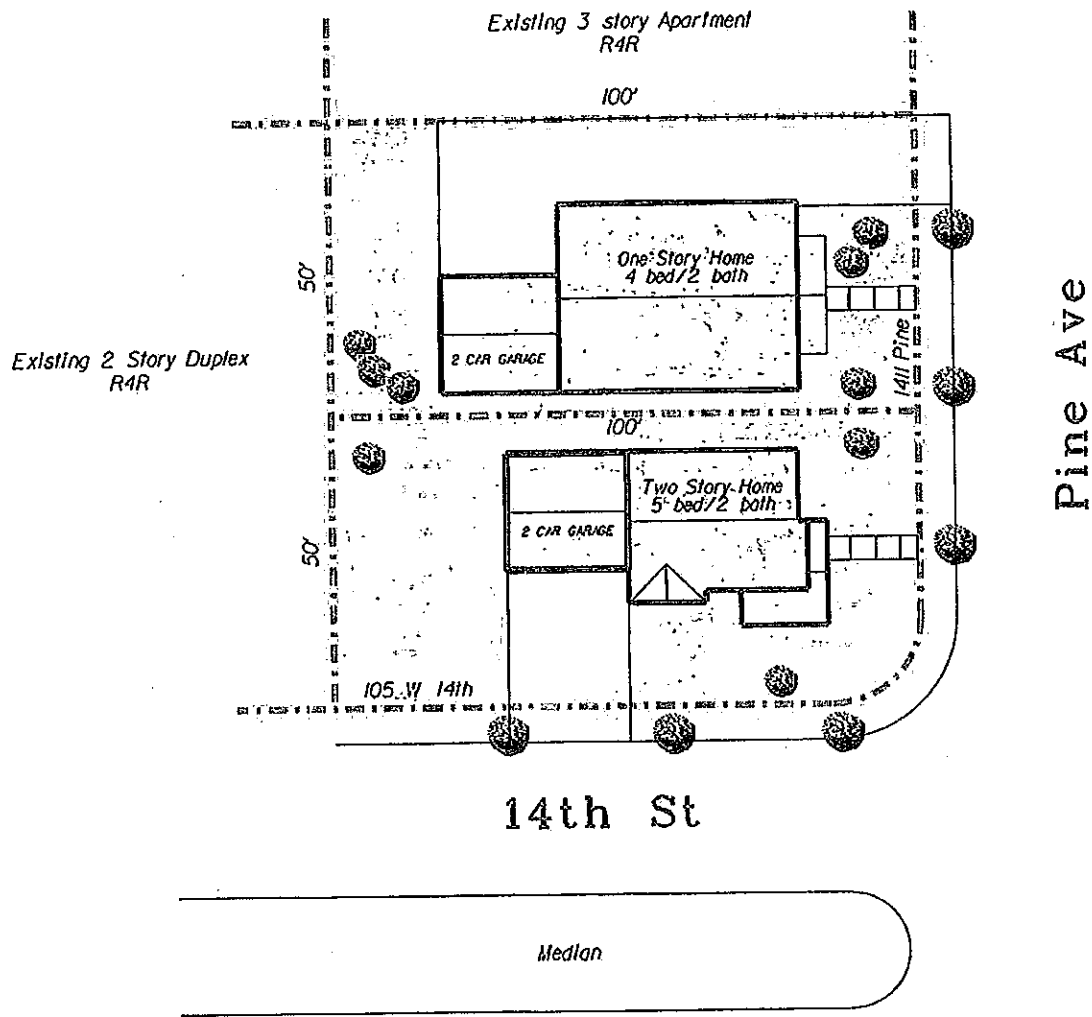 Existing 3 story Apartment
R4R
100'
50'
One Story Home
4 bed/2 bath
2 CAR GARAGE
1411 Pine
Pine Ave
Existing 2 Story Duplex
R4R
100'
50'
Two Story Home
5 bed/2 bath
2 CAR GARAGE
105 W 14th
14th St
Median